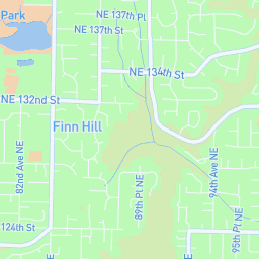 NE 137th Pl
Park
NE 137th St
NE 134th St
NE 132nd St
Finn Hill
82nd Ave NE
94th Ave NE
89th Pl NE
95th Pl NE
124th St
E
E